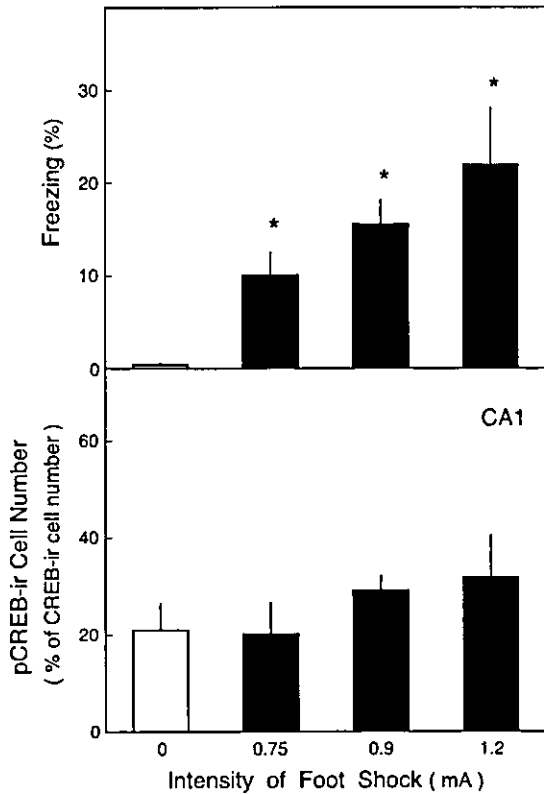 Freezing (%)
30
20
10
0
*
*
*
CA1
pCREB-ir Cell Number
( % of CREB-ir cell number)
60
40
20
0
0 0.75 0.9 1.2
Intensity of Foot Shock ( mA )